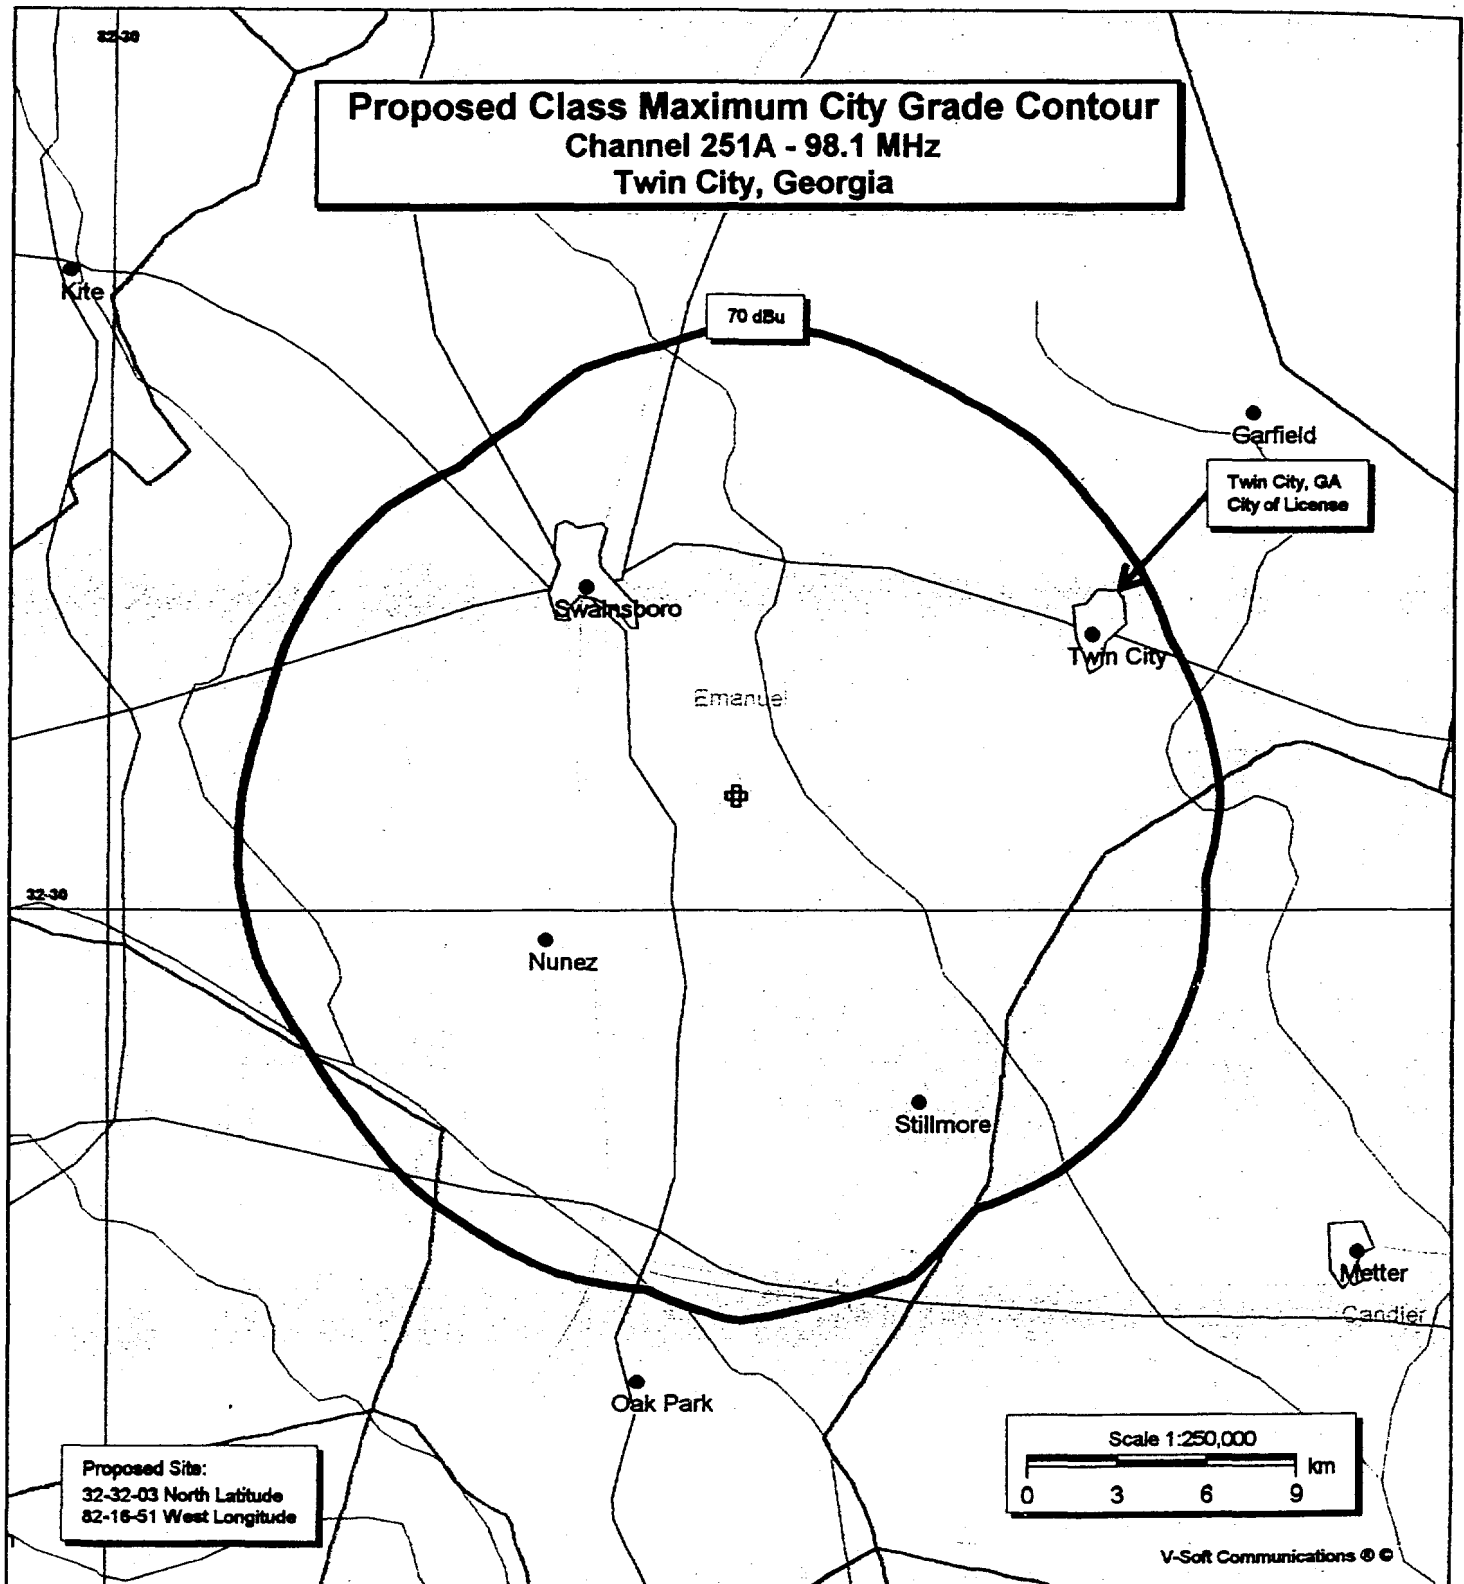 82-30
Proposed Class Maximum City Grade Contour
Channel 251A - 98.1 MHz
Twin City, Georgia
Kite
70 dBu
Garfield
Twin City, GA
City of License
Swainsboro
Twin City
Emanuel
32-30
Nunez
Stillmore
Metter
Candler
Oak Park
Scale 1:250,000
km
0 3 6 9
Proposed Site:
32-32-03 North Latitude
82-16-51 West Longitude
V-Soft Communications ® ©